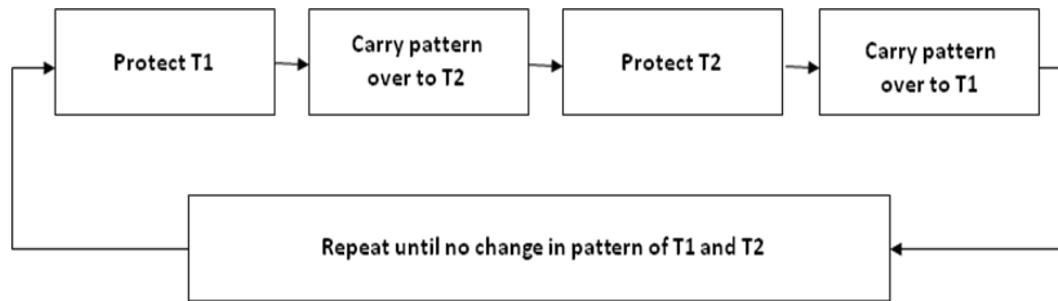 Protect T1
Carry pattern
over to T2
Protect T2
Carry pattern
over to T1
Repeat until no change in pattern of T1 and T2